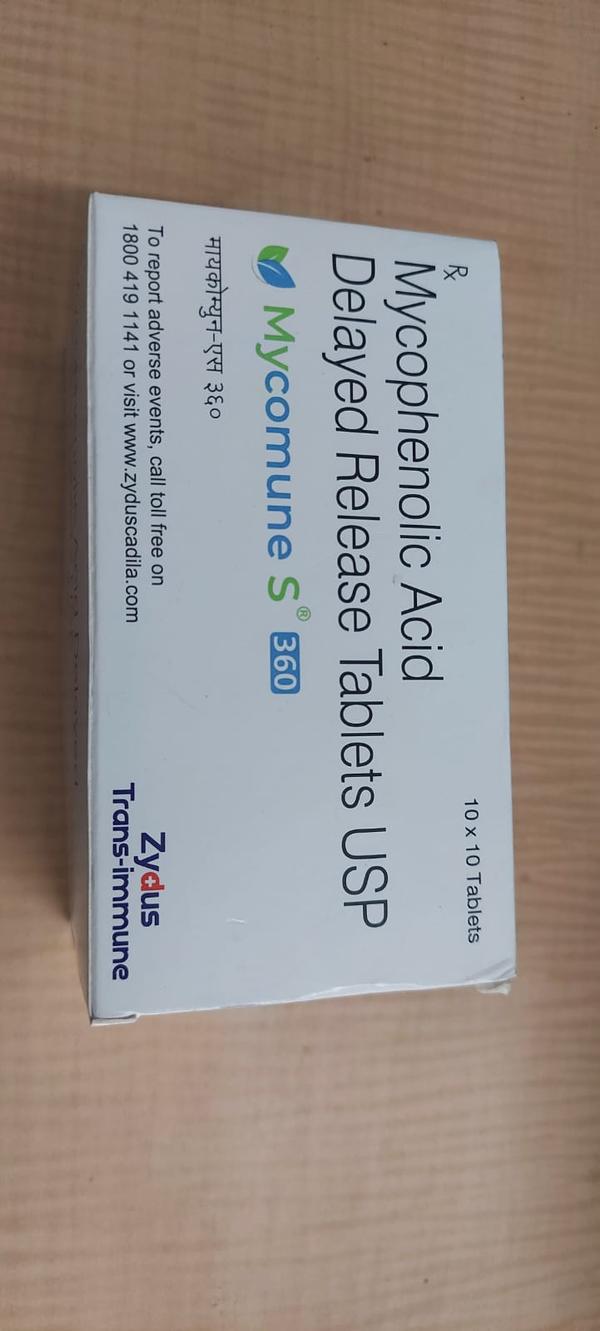 Rx
10 x 10 Tablets
Mycophenolic Acid
Delayed Release Tablets USP
Mycomune S® 360
मायकोम्युन-एस ३६०
To report adverse events, call toll free on
1800 419 1141 or visit www.zyduscadila.com
Zydus
Trans-immune